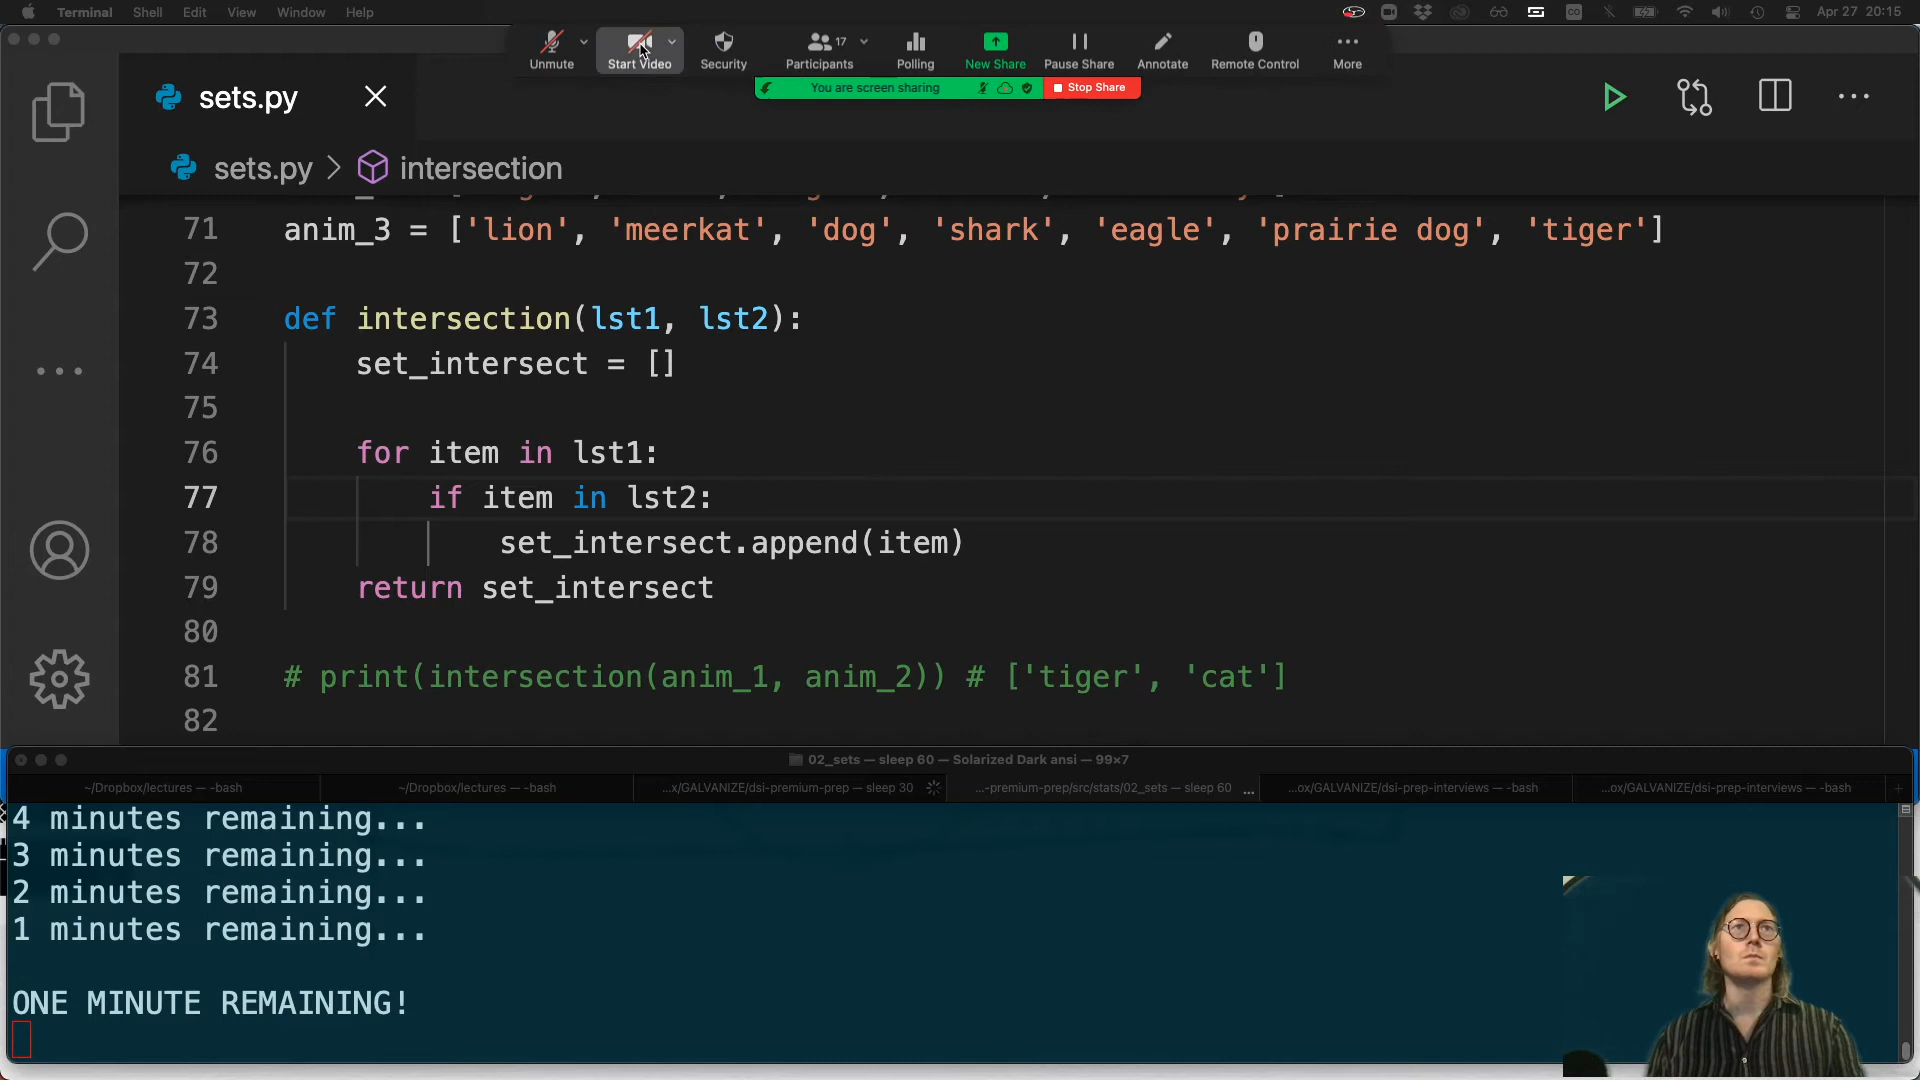 Terminal Shell Edit View Window Help
Apr 27 20:15
Unmute Start Video Security Participants 17 Polling New Share Pause Share Annotate Remote Control More
You are screen sharing Stop Share
sets.py
sets.py > intersection
71 anim_3 = ['lion', 'meerkat', 'dog', 'shark', 'eagle', 'prairie dog', 'tiger']
72
73 def intersection(lst1, lst2):
74 set_intersect = []
75
76 for item in lst1:
77 if item in lst2:
78 set_intersect.append(item)
79 return set_intersect
80
81 # print(intersection(anim_1, anim_2)) # ['tiger', 'cat']
82
02_sets — sleep 60 — Solarized Dark ansi — 99×7
~/Dropbox/lectures — -bash
~/Dropbox/lectures — -bash
...x/GALVANIZE/dsi-premium-prep — sleep 30
...-premium-prep/src/stats/02_sets — sleep 60
...ox/GALVANIZE/dsi-prep-interviews — -bash
...ox/GALVANIZE/dsi-prep-interviews — -bash
4 minutes remaining...
3 minutes remaining...
2 minutes remaining...
1 minutes remaining...
ONE MINUTE REMAINING!